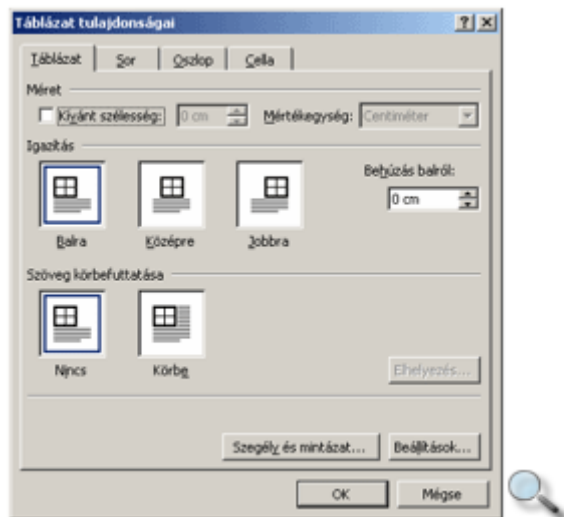 Táblázat tulajdonságai
Táblázat Sor Oszlop Cella
Méret
Kívánt szélesség: 0 cm Mértékegység: Centiméter
Igazítás
Behúzás balról:
0 cm
Balra Középre Jobbra
Szöveg körbefuttatása
Nincs Körbe
Elhelyezés...
Szegély és mintázat... Beállítások...
OK Mégse